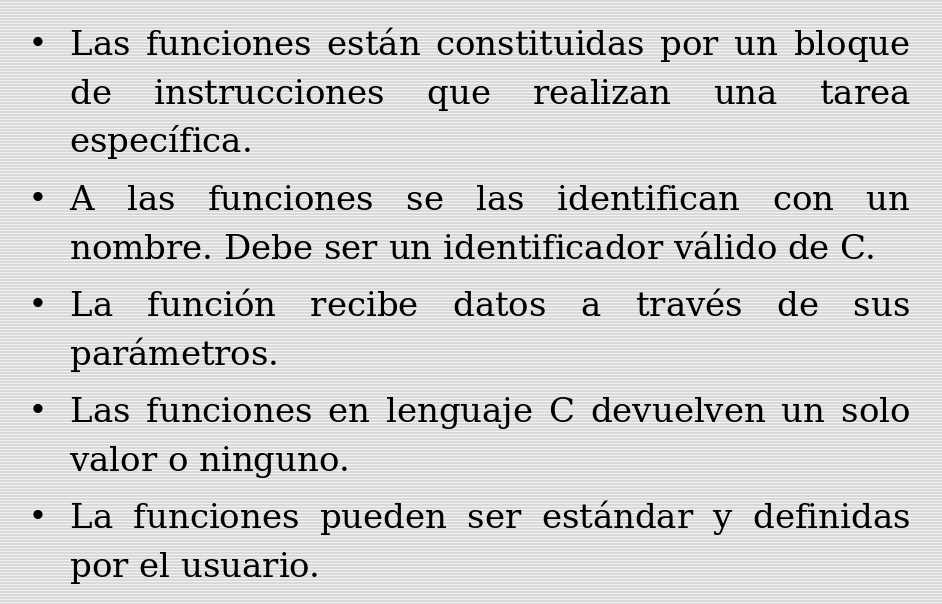 • Las funciones están constituidas por un bloque
de instrucciones que realizan una tarea
específica.
• A las funciones se las identifican con un
nombre. Debe ser un identificador válido de C.
• La función recibe datos a través de sus
parámetros.
• Las funciones en lenguaje C devuelven un solo
valor o ninguno.
• La funciones pueden ser estándar y definidas
por el usuario.